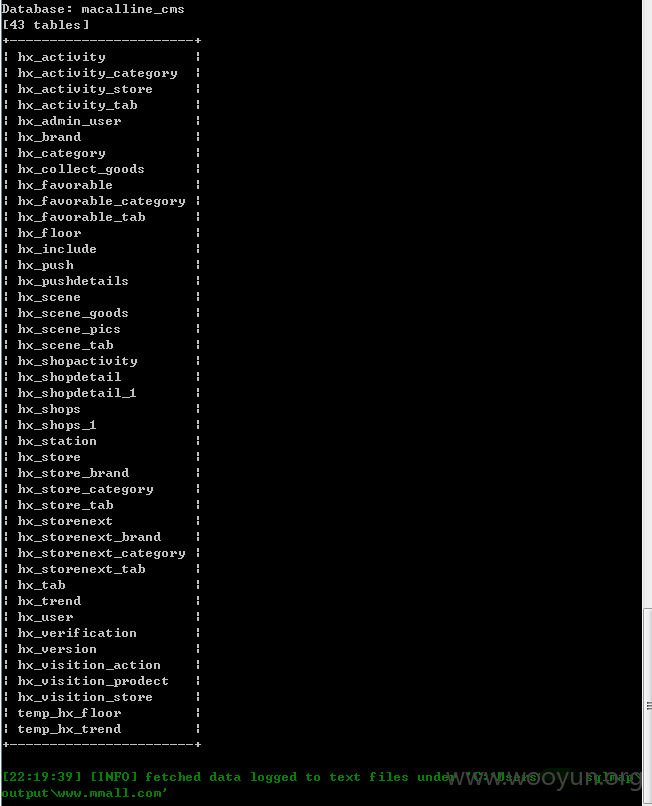 Database: macalline_cms
[43 tables]
+-----------------------+
¦ hx_activity ¦
¦ hx_activity_category ¦
¦ hx_activity_store ¦
¦ hx_activity_tab ¦
¦ hx_admin_user ¦
¦ hx_brand ¦
¦ hx_category ¦
¦ hx_collect_goods ¦
¦ hx_favorable ¦
¦ hx_favorable_category ¦
¦ hx_favorable_tab ¦
¦ hx_floor ¦
¦ hx_include ¦
¦ hx_push ¦
¦ hx_pushdetails ¦
¦ hx_scene ¦
¦ hx_scene_goods ¦
¦ hx_scene_pics ¦
¦ hx_scene_tab ¦
¦ hx_shopactivity ¦
¦ hx_shopdetail ¦
¦ hx_shopdetail_1 ¦
¦ hx_shops ¦
¦ hx_shops_1 ¦
¦ hx_station ¦
¦ hx_store ¦
¦ hx_store_brand ¦
¦ hx_store_category ¦
¦ hx_store_tab ¦
¦ hx_storenext ¦
¦ hx_storenext_brand ¦
¦ hx_storenext_category ¦
¦ hx_storenext_tab ¦
¦ hx_tab ¦
¦ hx_trend ¦
¦ hx_user ¦
¦ hx_verification ¦
¦ hx_version ¦
¦ hx_visition_action ¦
¦ hx_visition_prodect ¦
¦ hx_visition_store ¦
¦ temp_hx_floor ¦
¦ temp_hx_trend ¦
+-----------------------+
[22:19:39] [INFO] fetched data logged to text files under 'C:\Users sqlmap\
output\www.mmall.com'
www.wooyun.org